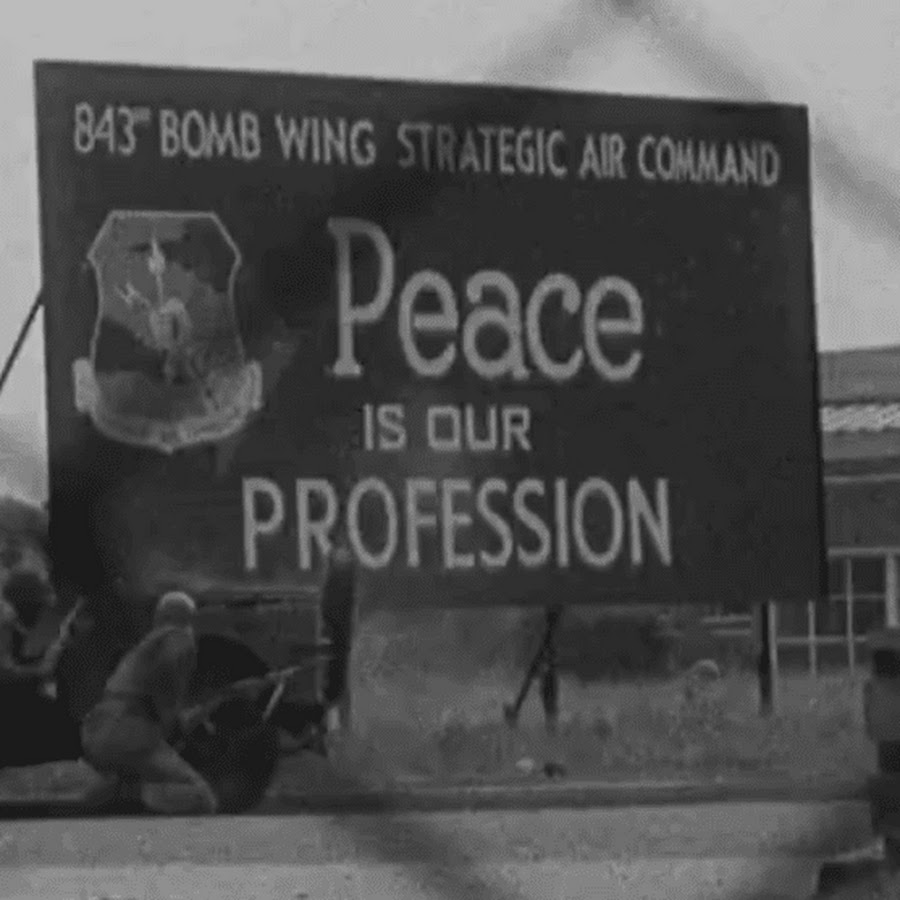 843RD BOMB WING STRATEGIC AIR COMMAND
Peace
IS OUR
PROFESSION